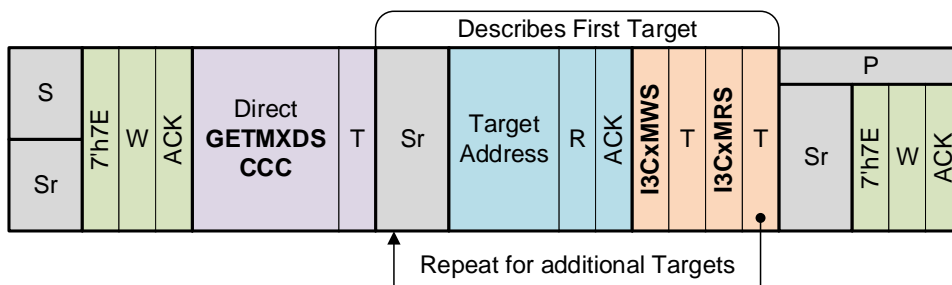 Describes First Target
S
Sr
7'h7E
W
ACK
Direct
GETMXDS
CCC
T
Sr
Target
Address
R
ACK
I3CxMWS
T
I3CxMRS
T
P
Sr
7'h7E
W
ACK
Repeat for additional Targets